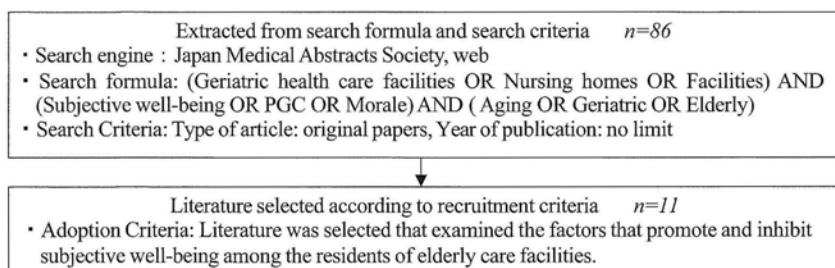 Extracted from search formula and search criteria n=86
・Search engine：Japan Medical Abstracts Society, web
・Search formula: (Geriatric health care facilities OR Nursing homes OR Facilities) AND
(Subjective well-being OR PGC OR Morale) AND ( Aging OR Geriatric OR Elderly)
・Search Criteria: Type of article: original papers, Year of publication: no limit
Literature selected according to recruitment criteria n=11
・Adoption Criteria: Literature was selected that examined the factors that promote and inhibit
subjective well-being among the residents of elderly care facilities.